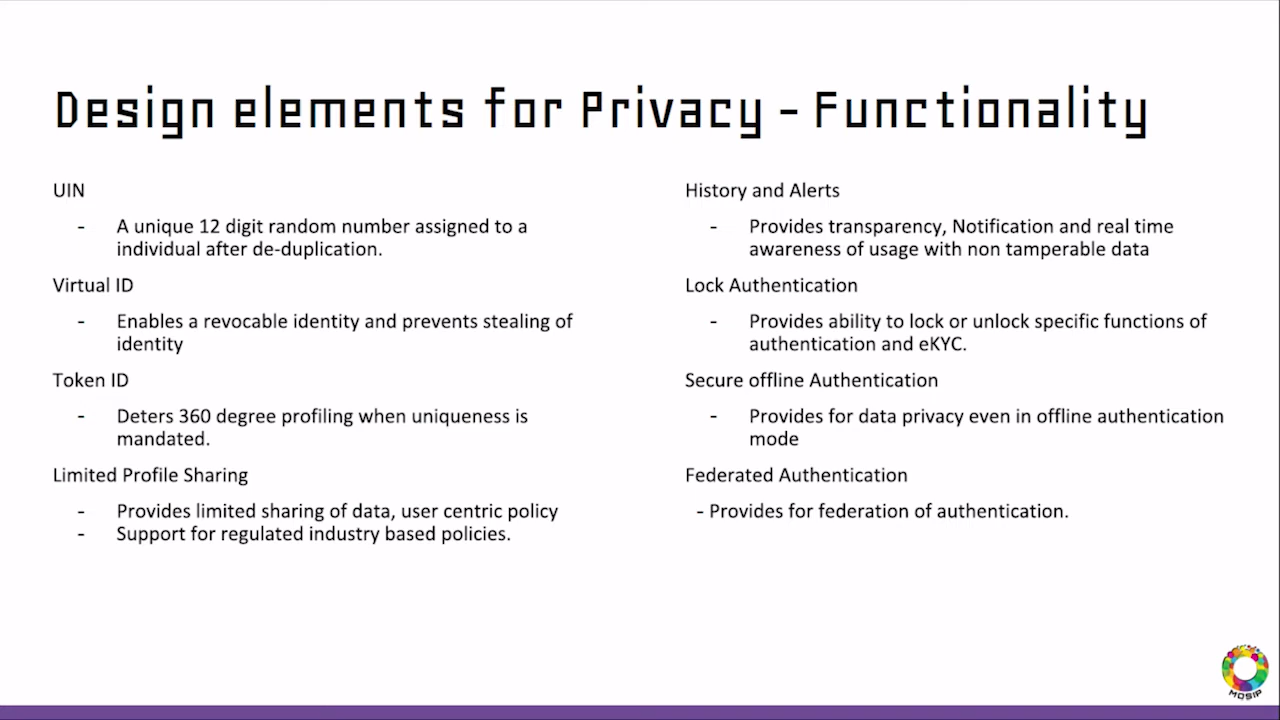 Design elements for Privacy - Functionality
UIN
- A unique 12 digit random number assigned to a
individual after de-duplication.
Virtual ID
- Enables a revocable identity and prevents stealing of
identity
Token ID
- Deters 360 degree profiling when uniqueness is
mandated.
Limited Profile Sharing
- Provides limited sharing of data, user centric policy
- Support for regulated industry based policies.
History and Alerts
- Provides transparency, Notification and real time
awareness of usage with non tamperable data
Lock Authentication
- Provides ability to lock or unlock specific functions of
authentication and eKYC.
Secure offline Authentication
- Provides for data privacy even in offline authentication
mode
Federated Authentication
- Provides for federation of authentication.
MOSIP